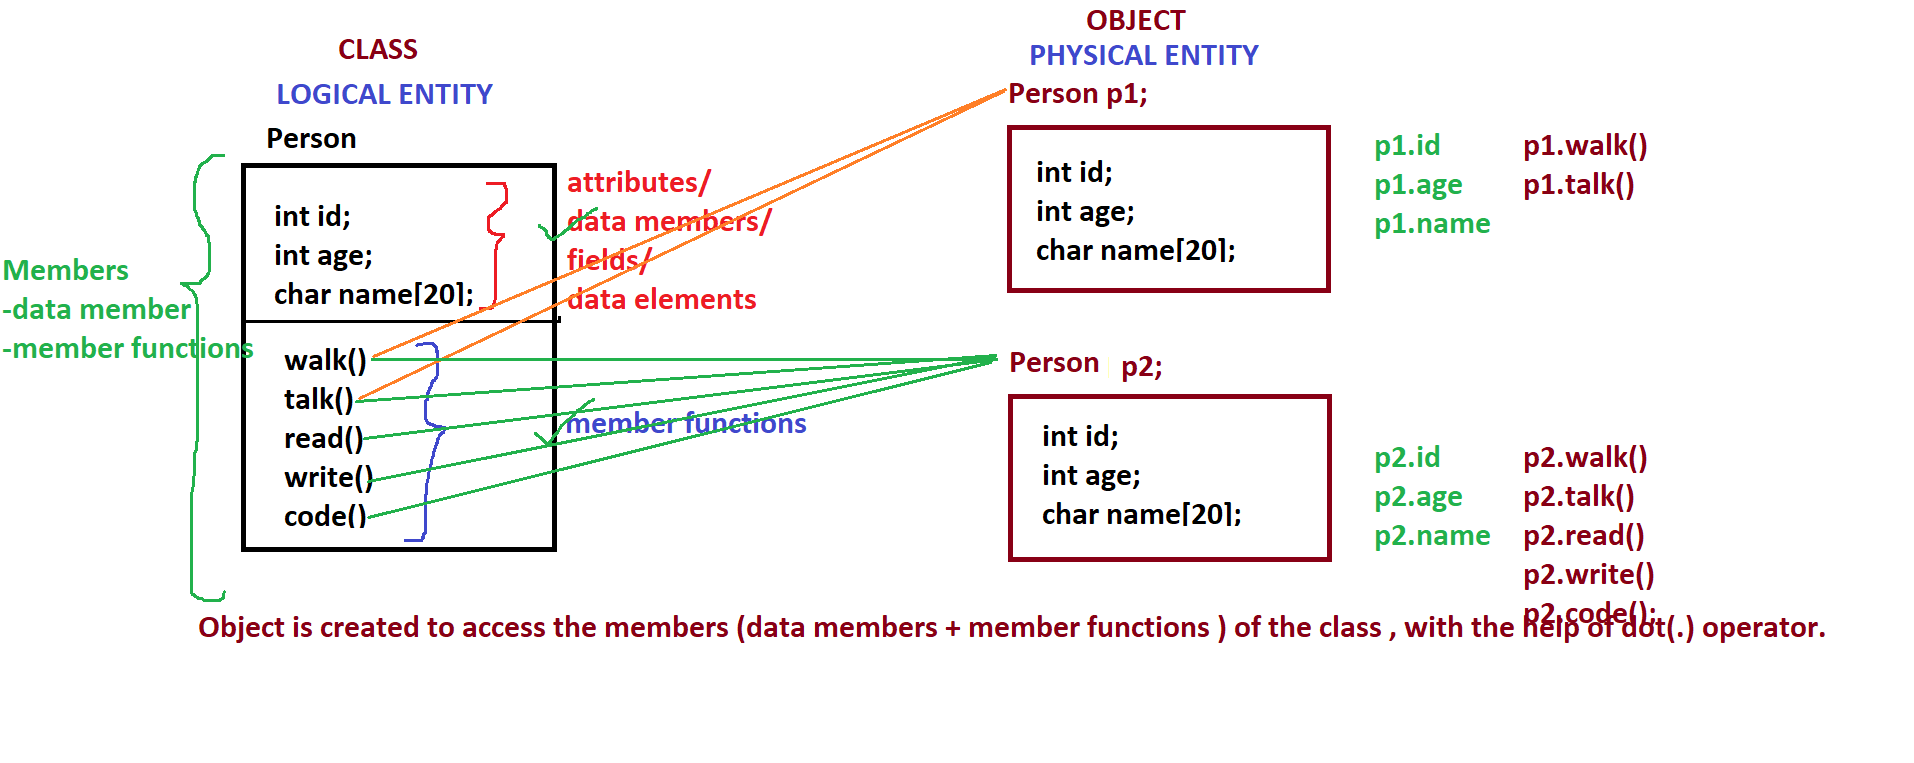 CLASS
LOGICAL ENTITY
Person
int id;
int age;
char name[20];
walk()
talk()
read()
write()
code()
Members
-data member
-member functions
attributes/
data members/
fields/
data elements
member functions
OBJECT
PHYSICAL ENTITY
Person p1;
int id;
int age;
char name[20];
p1.id
p1.age
p1.name
p1.walk()
p1.talk()
Person p2;
int id;
int age;
char name[20];
p2.id
p2.age
p2.name
p2.walk()
p2.talk()
p2.read()
p2.write()
p2.code();
Object is created to access the members (data members + member functions ) of the class , with the help of dot(.) operator.